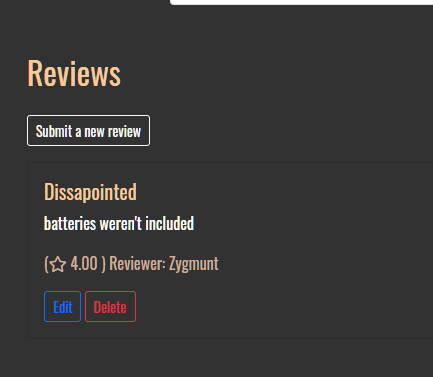 Reviews
Submit a new review
Dissapointed
batteries weren't included
(☆ 4.00 ) Reviewer: Zygmunt
Edit Delete